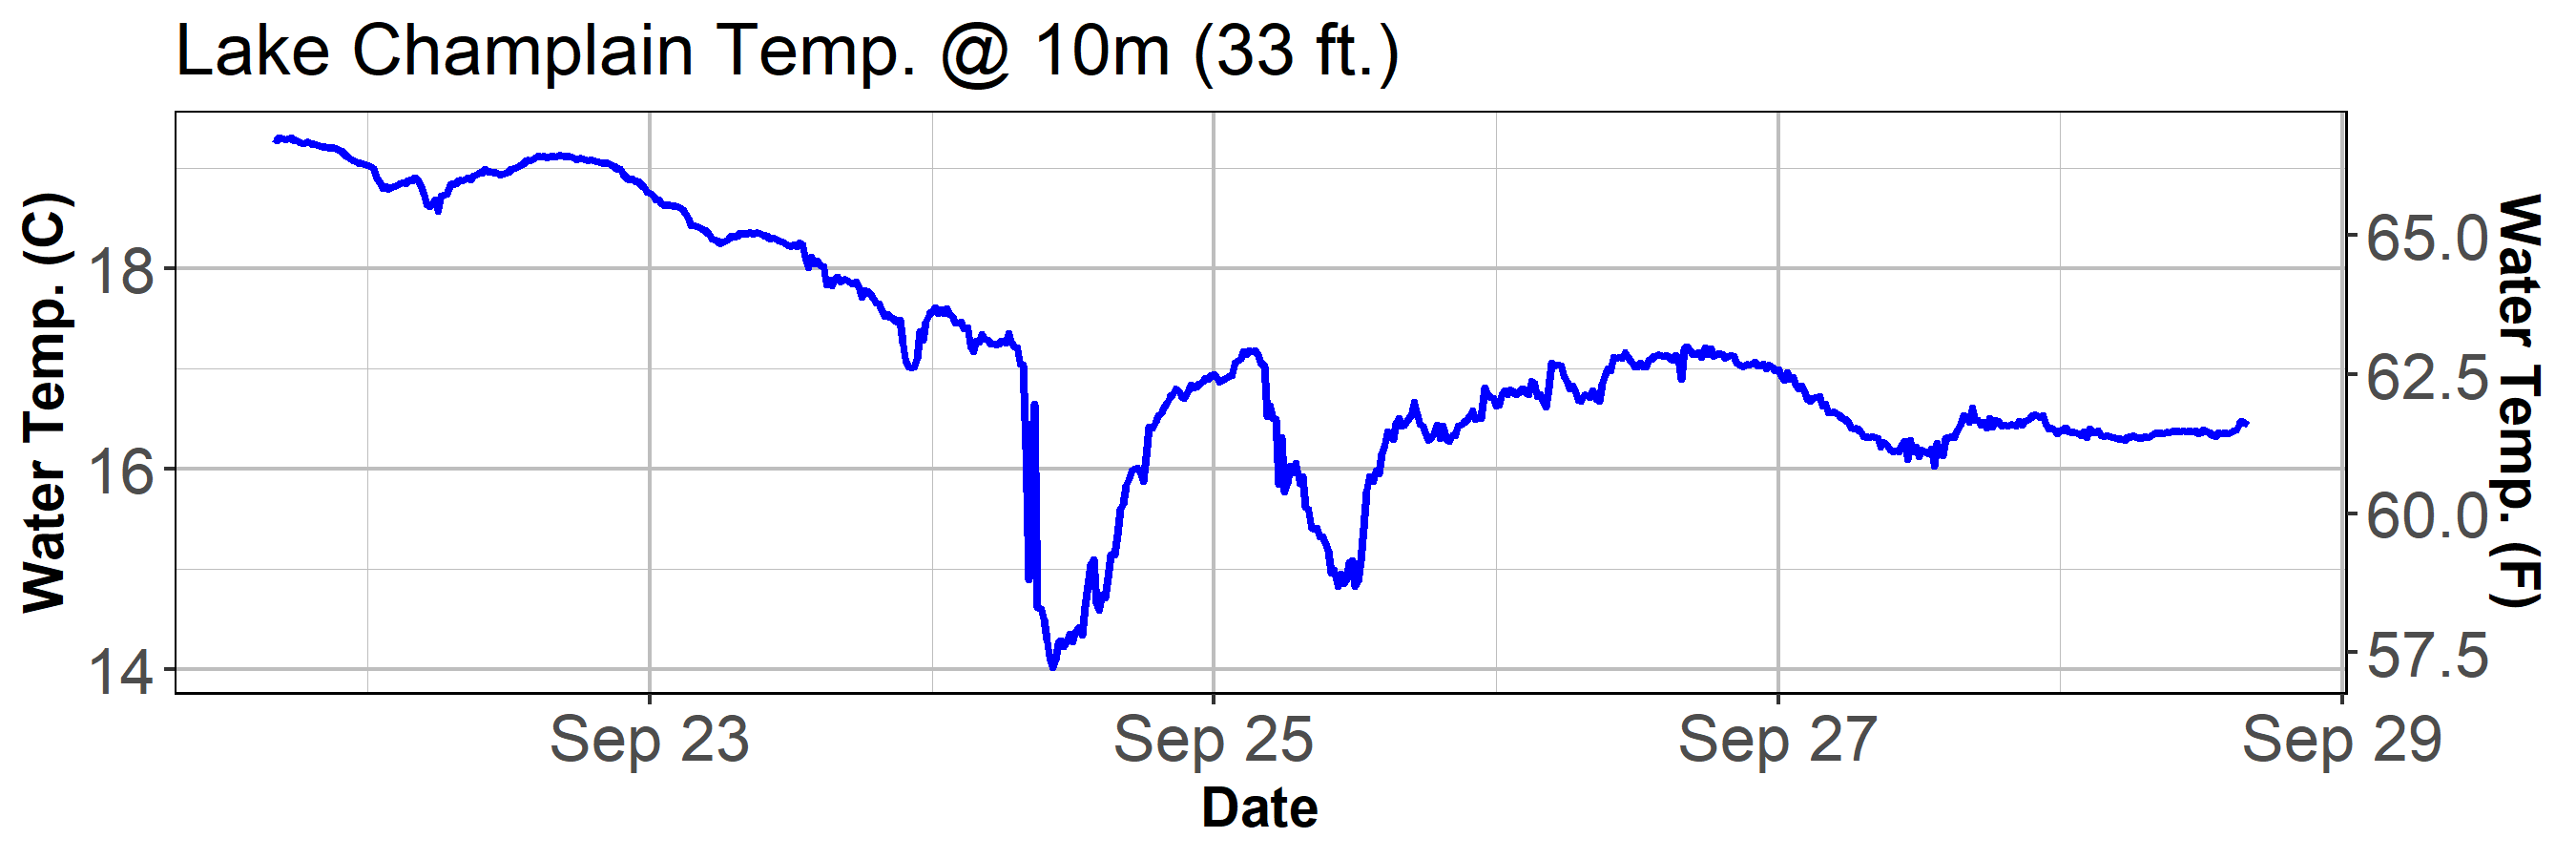 Lake Champlain Temp. @ 10m (33 ft.)
Water Temp. (C)
18
16
14
65.0
62.5
60.0
57.5
Water Temp. (F)
Sep 23
Sep 25
Sep 27
Sep 29
Date